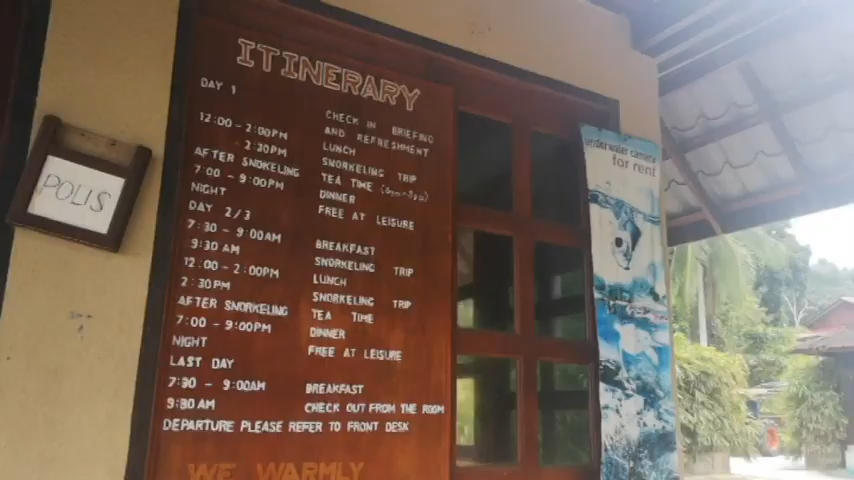 ITINERARY
DAY 1
CHECK IN BRIEFING
12:00 - 2:00PM AND REFRESHMENT
2:30PM LUNCH
AFTER SNORKELING SNORKELING TRIP
7:00 - 9:00PM TEA TIME
NIGHT DINNER
DAY 2/3 FREE AT LEISURE
7:30 - 9:00AM BREAKFAST
9:30 AM SNORKELING TRIP
12:00 - 2:00PM LUNCH
2:30PM SNORKELING TRIP
AFTER SNORKELING TEA TIME
7:00 - 9:00PM DINNER
NIGHT FREE AT LEISURE
LAST DAY
7:30 - 9:00AM BREAKFAST
9:30 AM CHECK OUT FROM THE ROOM
DEPARTURE PLEASE REFER TO FRONT DESK
WE WARMLY
POLIS
underwater camera
for rent